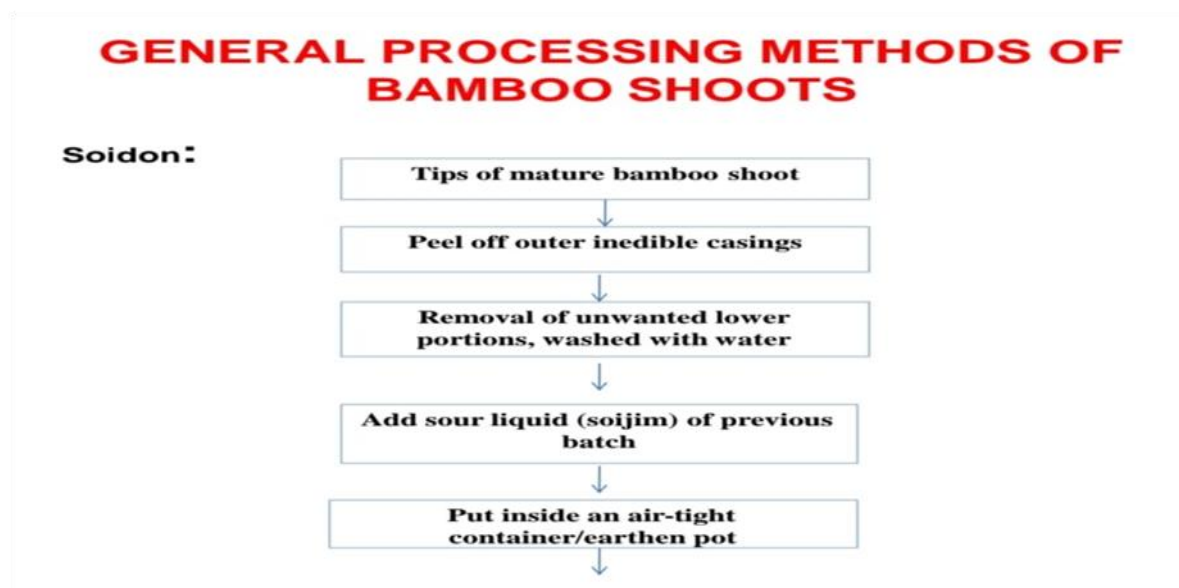 GENERAL PROCESSING METHODS OF
BAMBOO SHOOTS
Soidon:
Tips of mature bamboo shoot
Peel off outer inedible casings
Removal of unwanted lower
portions, washed with water
Add sour liquid (soijim) of previous
batch
Put inside an air-tight
container/earthen pot